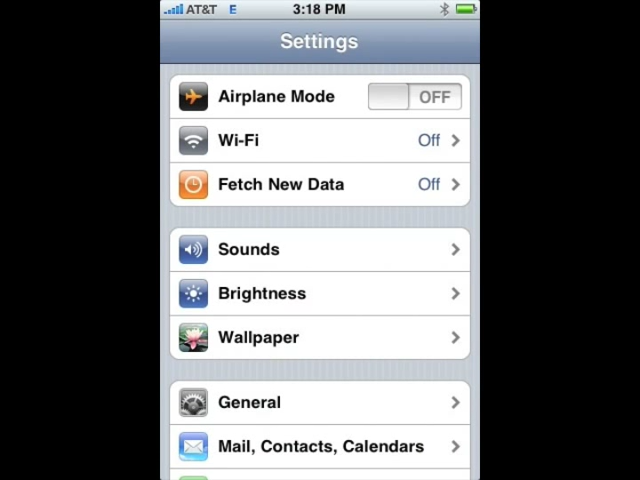 AT&T E 3:18 PM
Settings
Airplane Mode OFF
Wi-Fi Off
Fetch New Data Off
Sounds
Brightness
Wallpaper
General
Mail, Contacts, Calendars